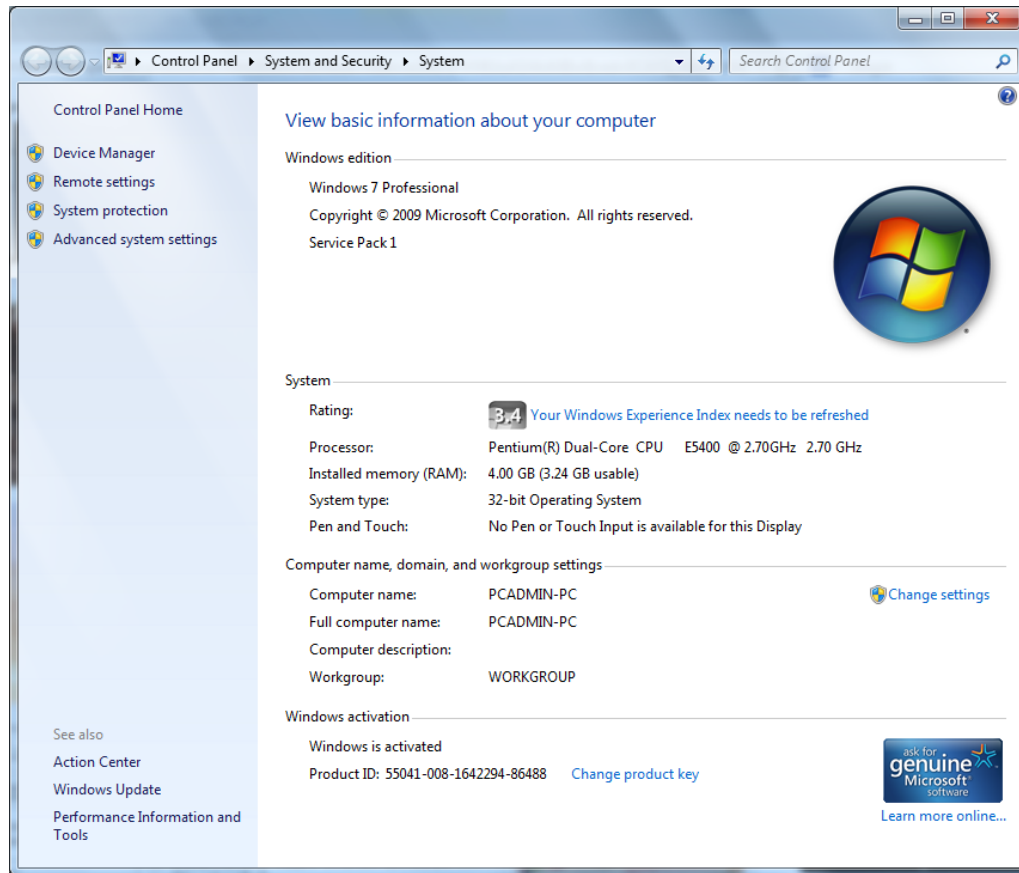 Control Panel ▸ System and Security ▸ System
Search Control Panel
Control Panel Home
Device Manager
Remote settings
System protection
Advanced system settings
See also
Action Center
Windows Update
Performance Information and
Tools
View basic information about your computer
Windows edition
Windows 7 Professional
Copyright © 2009 Microsoft Corporation. All rights reserved.
Service Pack 1
System
Rating: 3,4 Your Windows Experience Index needs to be refreshed
Processor: Pentium(R) Dual-Core CPU E5400 @ 2.70GHz 2.70 GHz
Installed memory (RAM): 4.00 GB (3.24 GB usable)
System type: 32-bit Operating System
Pen and Touch: No Pen or Touch Input is available for this Display
Computer name, domain, and workgroup settings
Computer name: PCADMIN-PC Change settings
Full computer name: PCADMIN-PC
Computer description:
Workgroup: WORKGROUP
Windows activation
Windows is activated
Product ID: 55041-008-1642294-86488 Change product key
ask for
genuine
Microsoft
software
Learn more online...